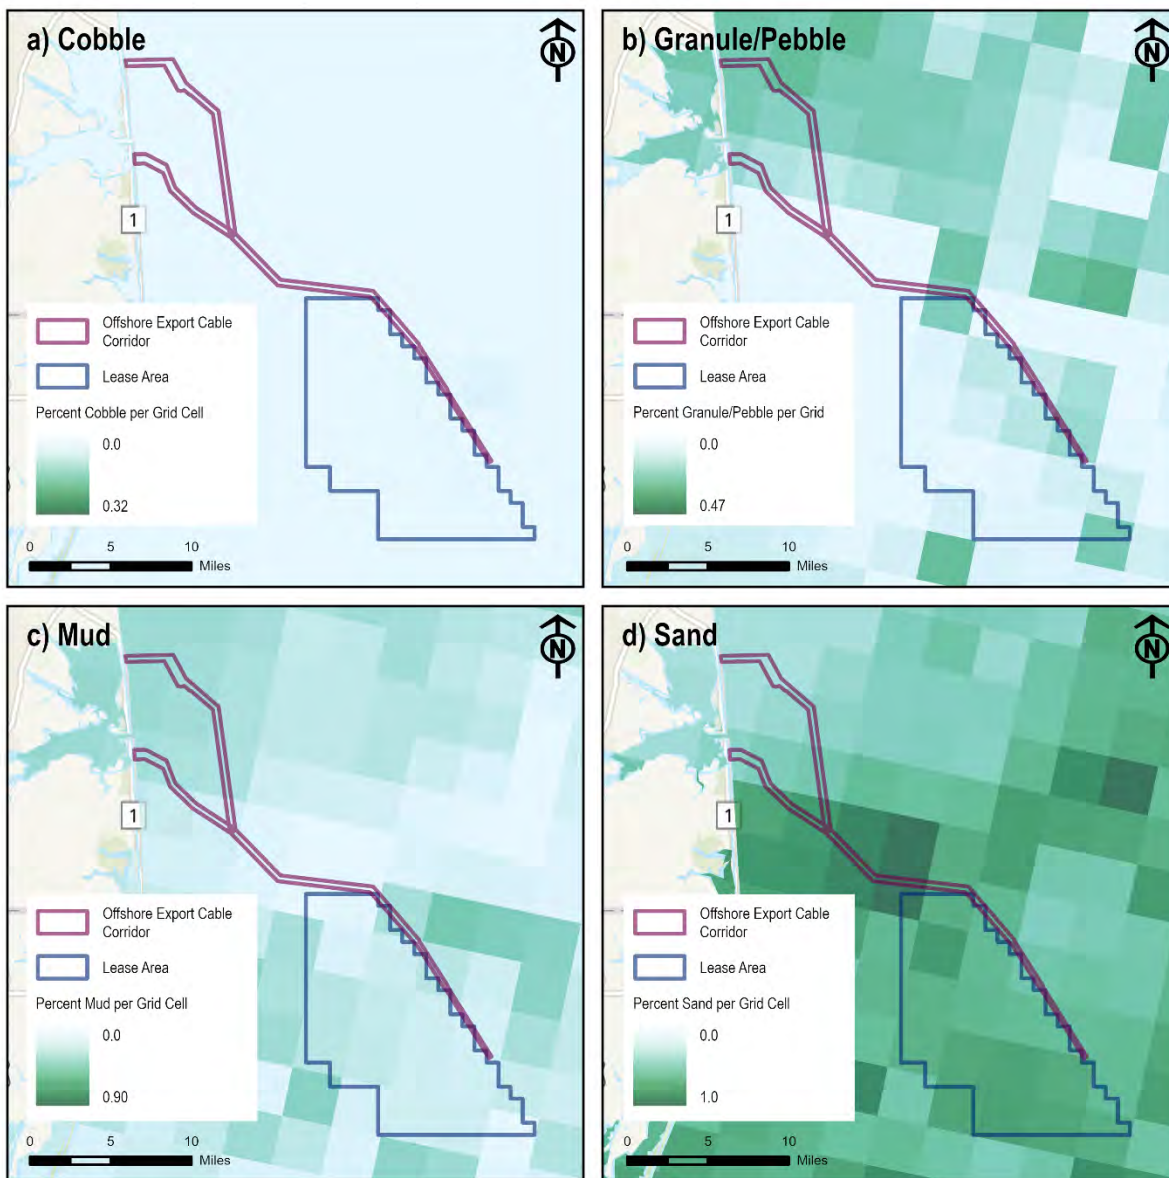 a) Cobble
N
1
Offshore Export Cable
Corridor
Lease Area
Percent Cobble per Grid Cell
0.0
0.32
0 5 10
Miles
b) Granule/Pebble
N
1
Offshore Export Cable
Corridor
Lease Area
Percent Granule/Pebble per Grid
0.0
0.47
0 5 10
Miles
c) Mud
N
1
Offshore Export Cable
Corridor
Lease Area
Percent Mud per Grid Cell
0.0
0.90
0 5 10
Miles
d) Sand
N
1
Offshore Export Cable
Corridor
Lease Area
Percent Sand per Grid Cell
0.0
1.0
0 5 10
Miles